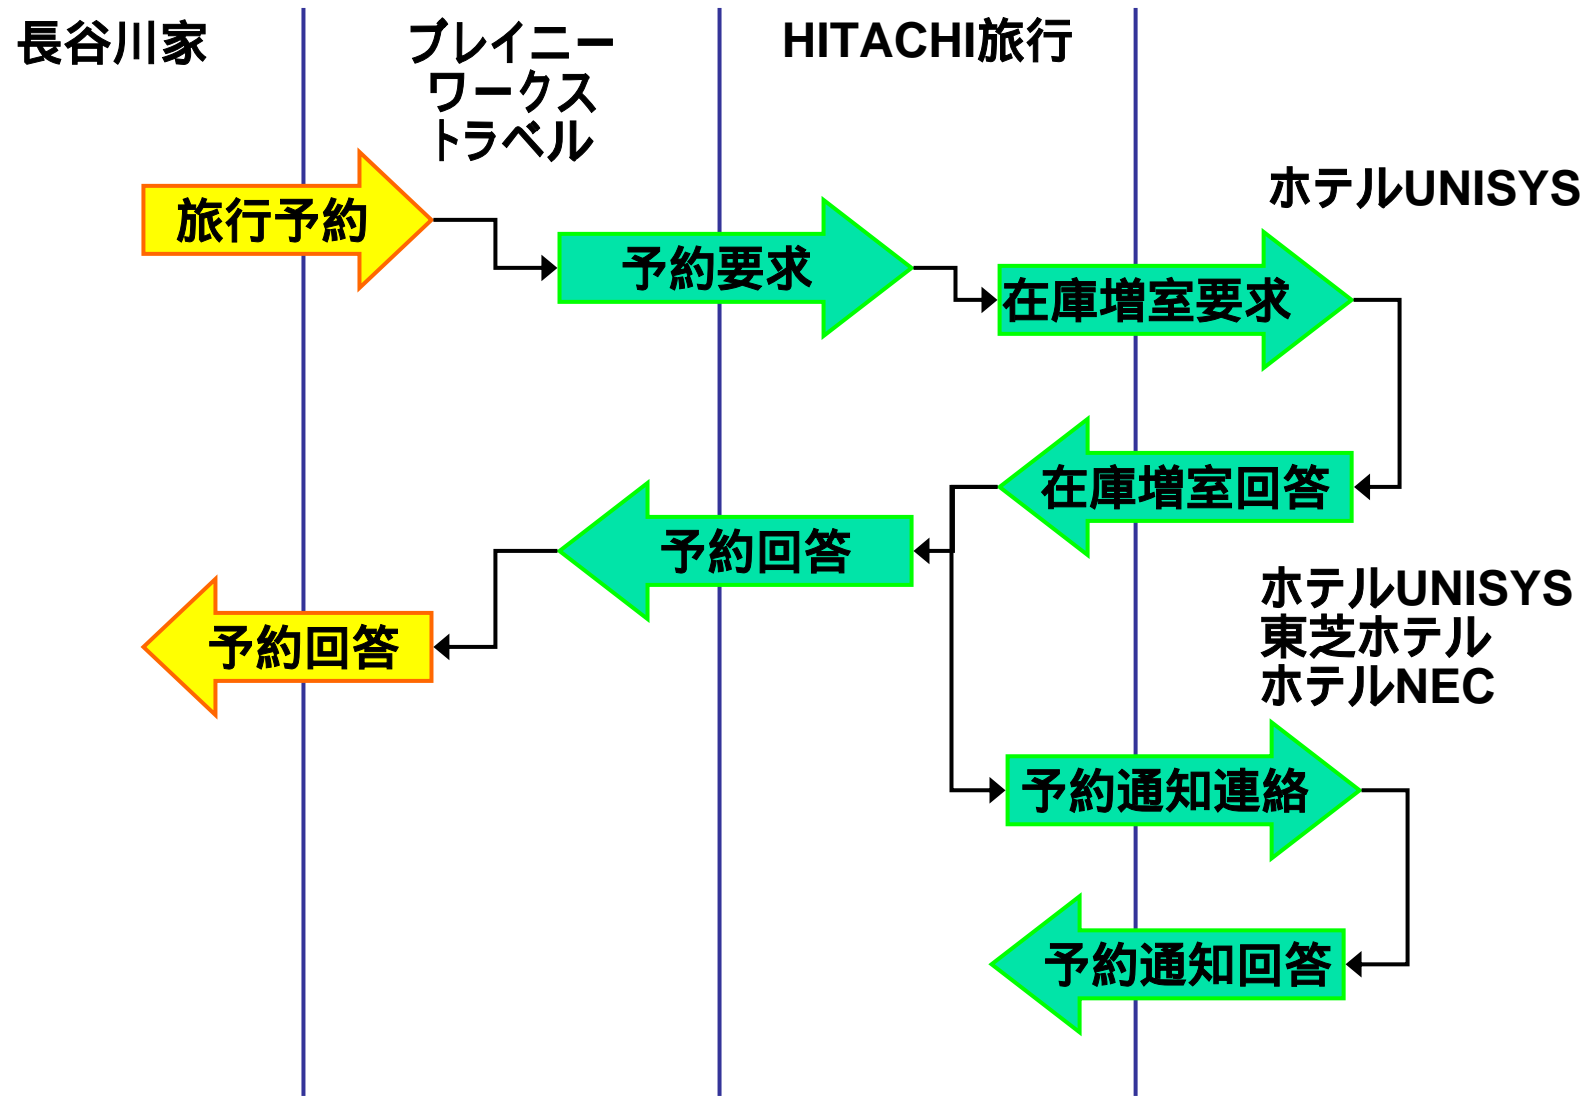 長谷川家
ブレイニー
ワークス
トラベル
HITACHI旅行
ホテルUNISYS
旅行予約
予約要求
在庫増室要求
在庫増室回答
予約回答
予約回答
ホテルUNISYS
東芝ホテル
ホテルNEC
予約通知連絡
予約通知回答